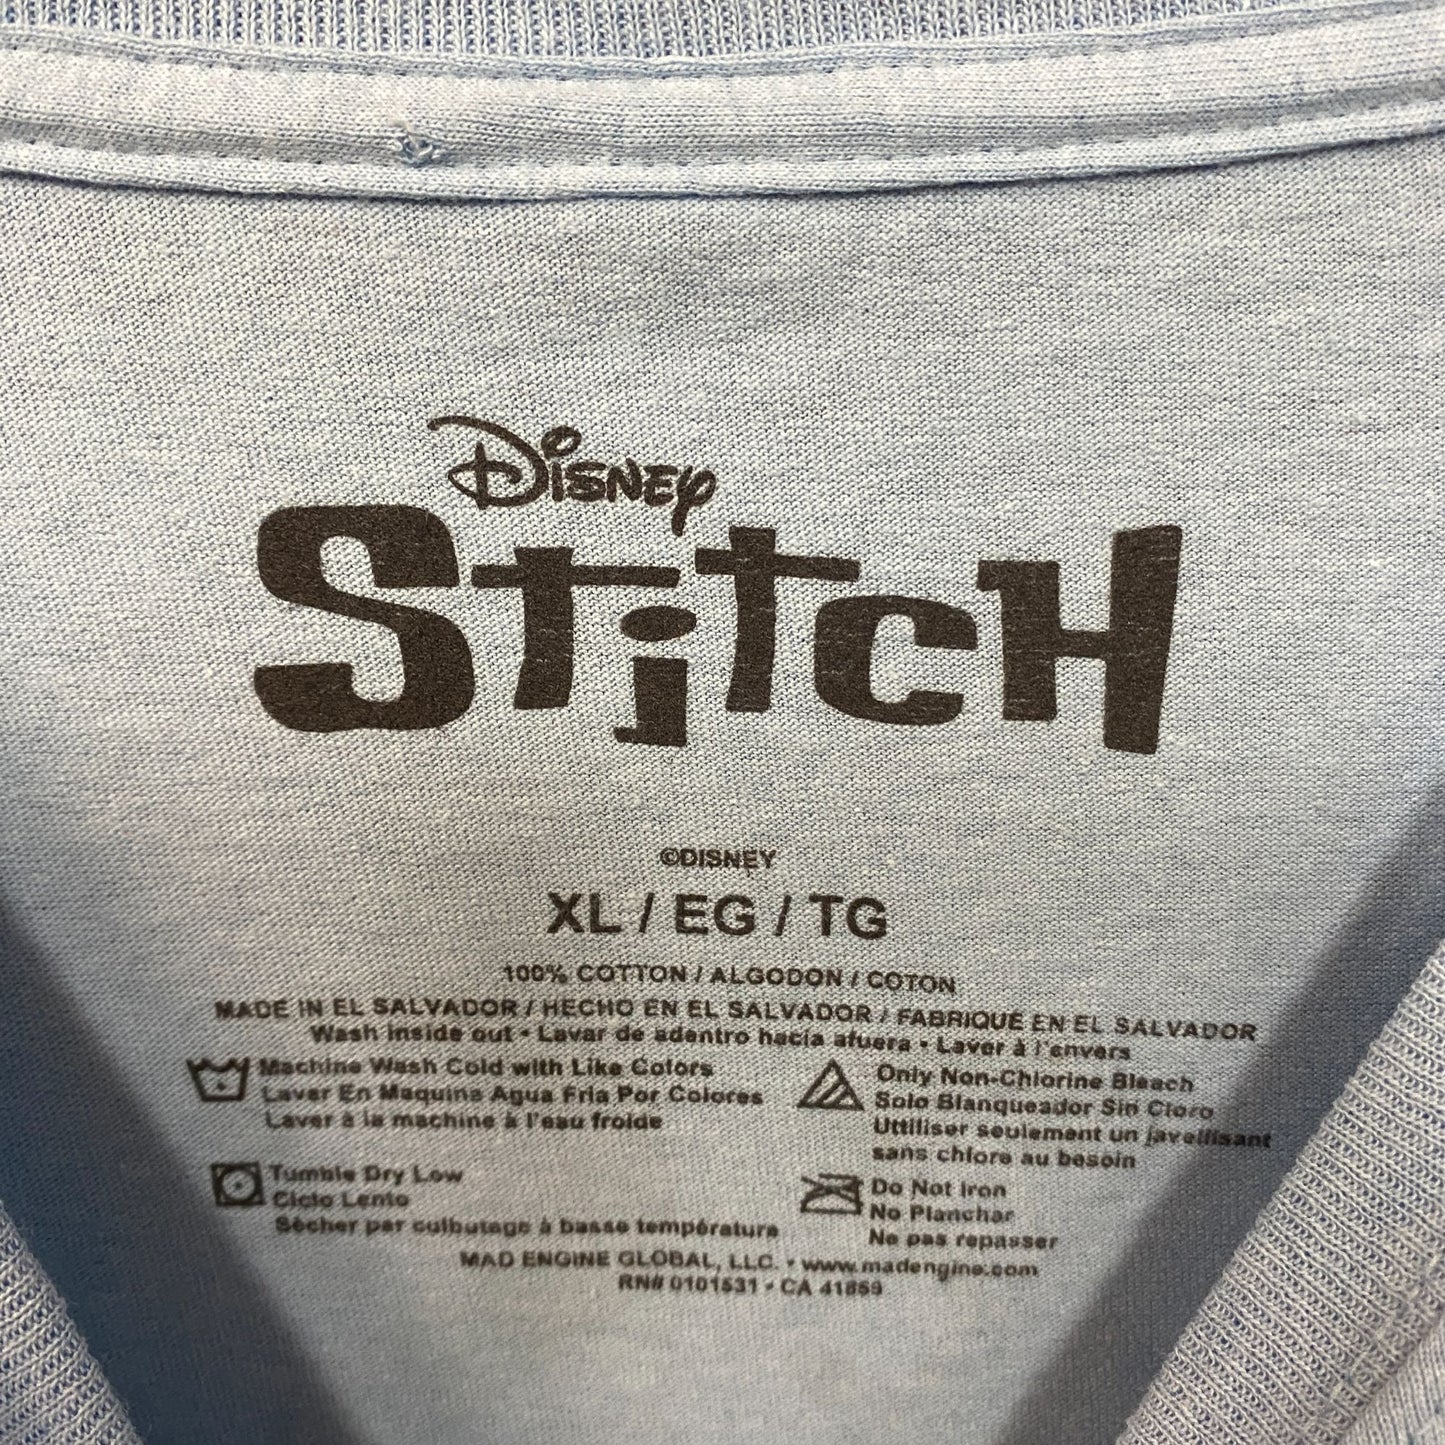 Disney
Stitch
©DISNEY
XL / EG / TG
100% COTTON / ALGODON / COTON
MADE IN EL SALVADOR / HECHO EN EL SALVADOR / FABRIQUE EN EL SALVADOR
Wash inside out • Lavar de adentro hacia afuera • Laver à l'envers
Machine Wash Cold with Like Colors
Lavar En Maquina Agua Fria Por Colores
Laver à la machine à l'eau froide
Only Non-Chlorine Bleach
Solo Blanqueador Sin Cloro
Uttiliser seulement un javellisant
sans chlore au besoin
Tumble Dry Low
Ciclo Lento
Sècher par culbutage à basse température
Do Not Iron
No Planchar
Ne pas repasser
MAD ENGINE GLOBAL, LLC. • www.madengine.com
RN# 0101531 • CA 41859